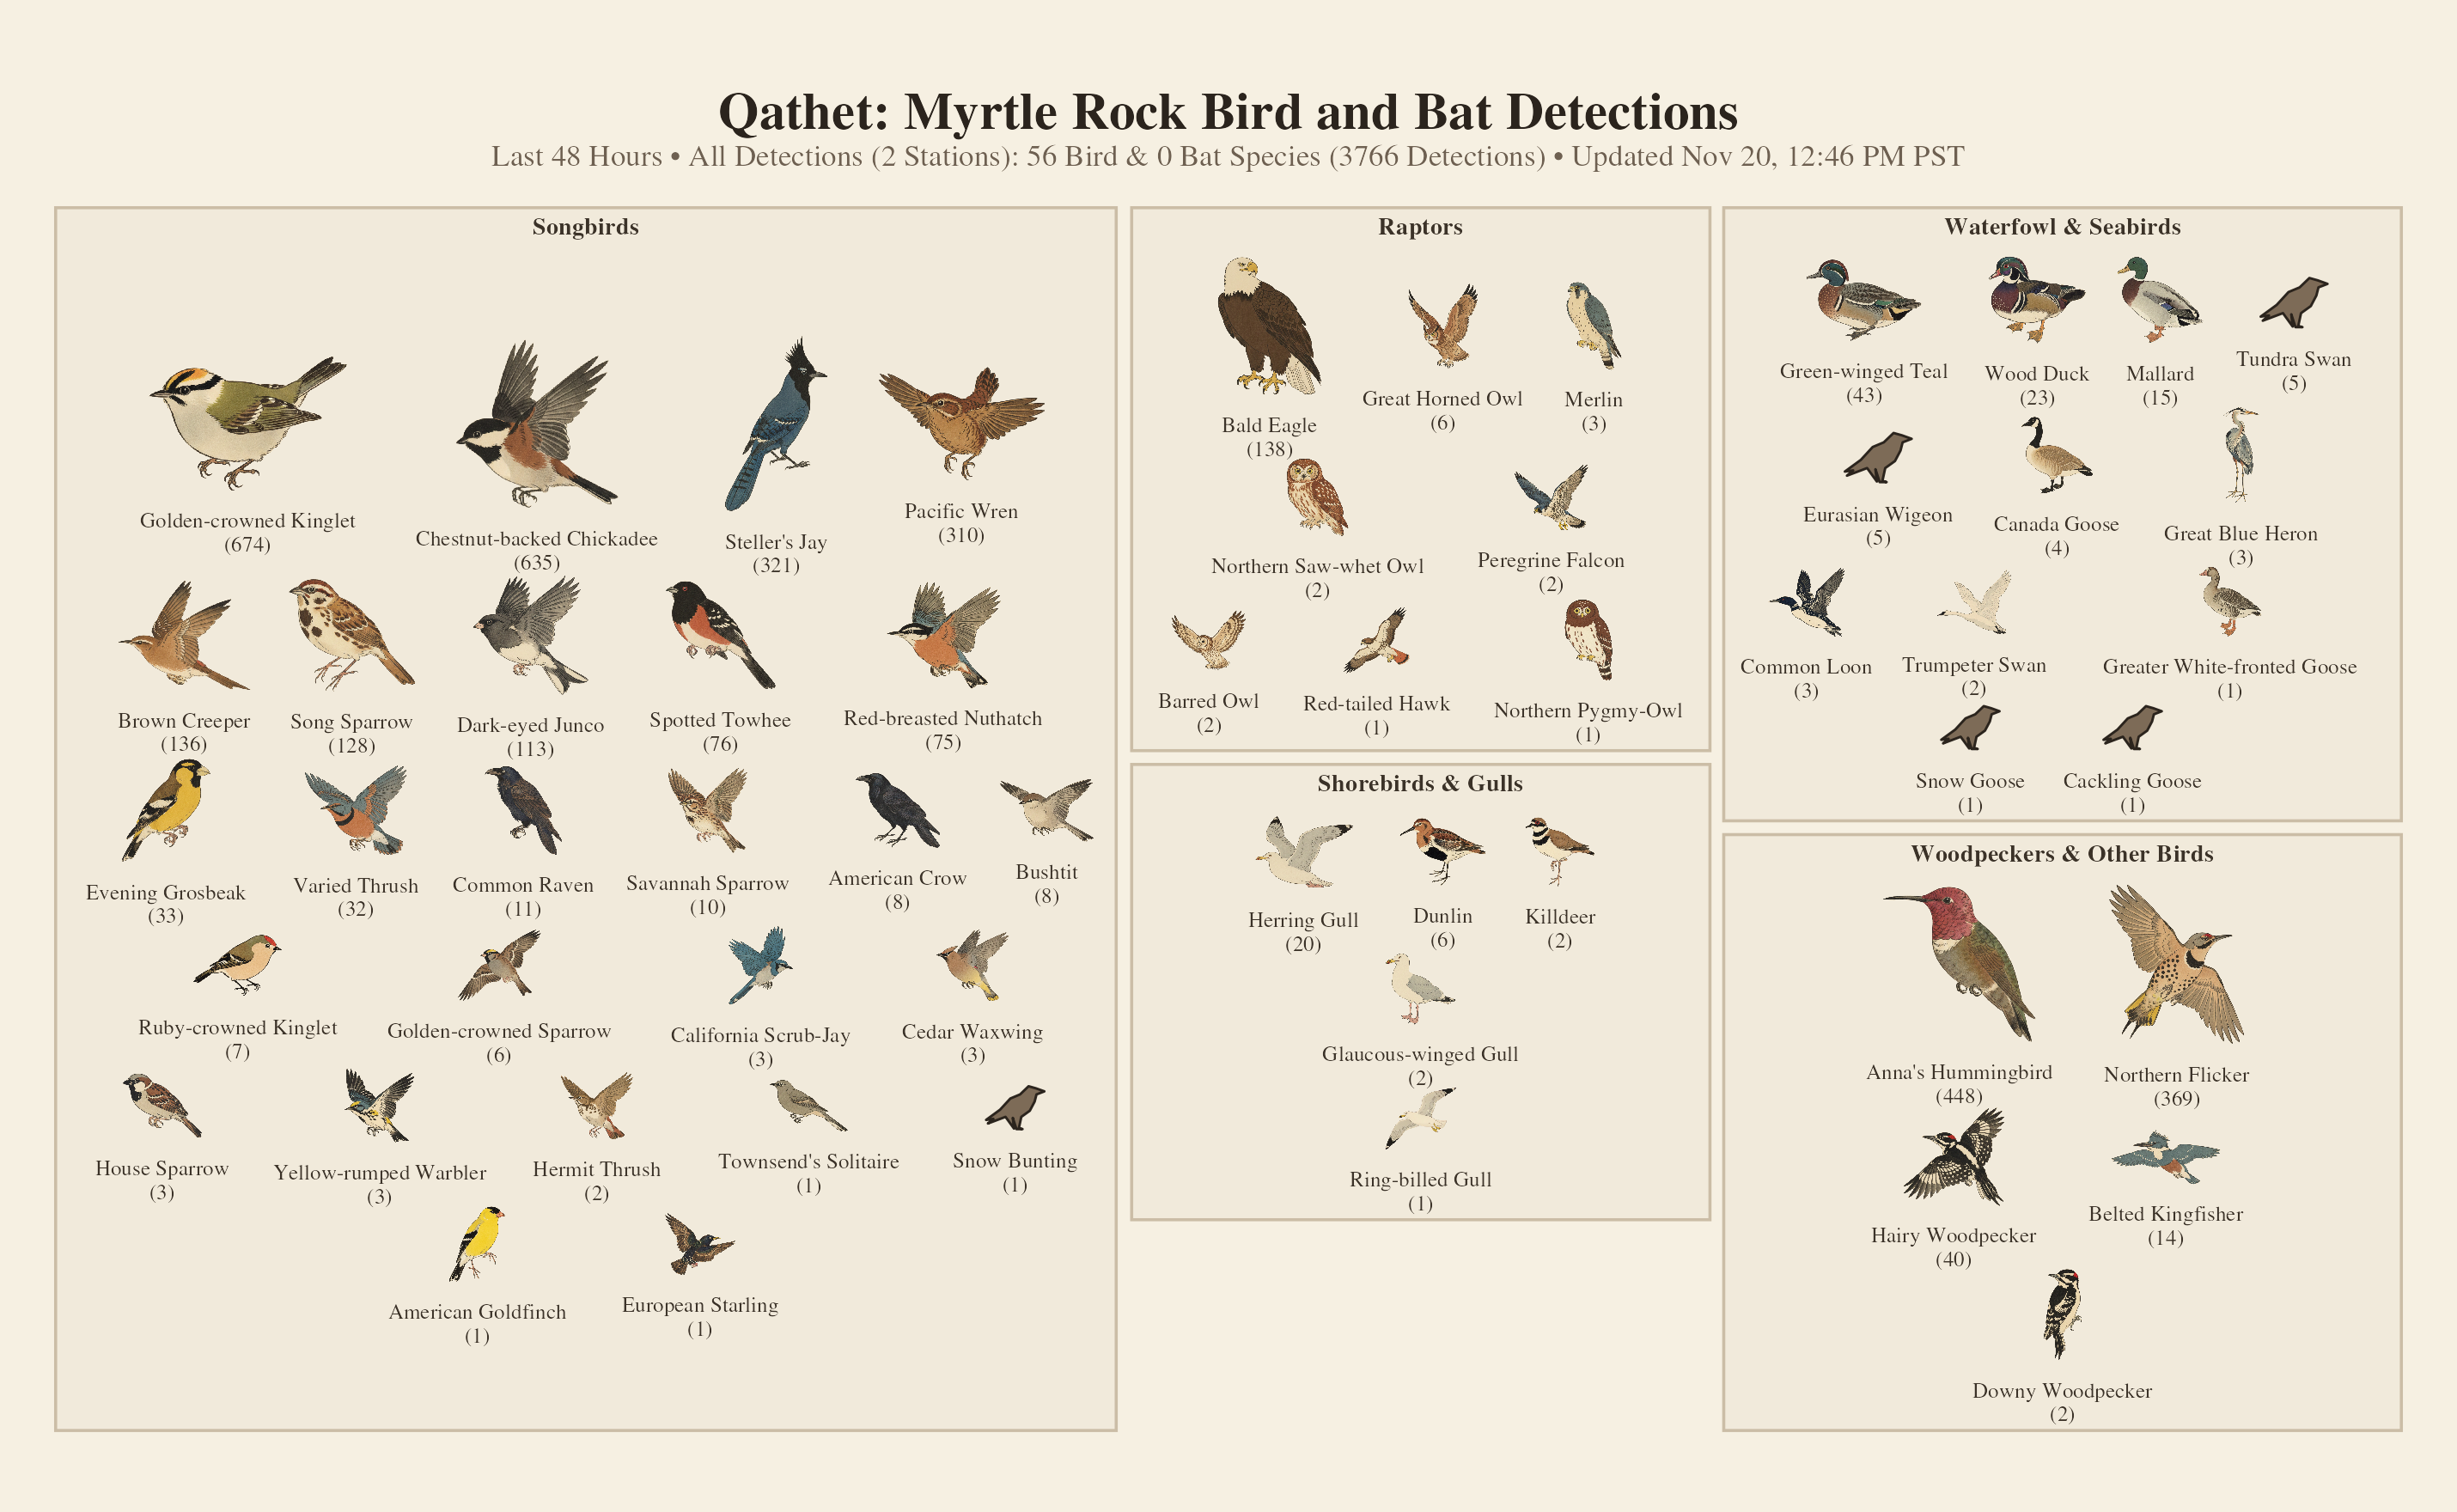 Qathet: Myrtle Rock Bird and Bat Detections
Last 48 Hours • All Detections (2 Stations): 56 Bird & 0 Bat Species (3766 Detections) • Updated Nov 20, 12:46 PM PST
Songbirds
Golden-crowned Kinglet
(674)
Chestnut-backed Chickadee
(635)
Steller's Jay
(321)
Pacific Wren
(310)
Brown Creeper
(136)
Song Sparrow
(128)
Dark-eyed Junco
(113)
Spotted Towhee
(76)
Red-breasted Nuthatch
(75)
Evening Grosbeak
(33)
Varied Thrush
(32)
Common Raven
(11)
Savannah Sparrow
(10)
American Crow
(8)
Bushtit
(8)
Ruby-crowned Kinglet
(7)
Golden-crowned Sparrow
(6)
California Scrub-Jay
(3)
Cedar Waxwing
(3)
House Sparrow
(3)
Yellow-rumped Warbler
(3)
Hermit Thrush
(2)
Townsend's Solitaire
(1)
Snow Bunting
(1)
American Goldfinch
(1)
European Starling
(1)
Raptors
Bald Eagle
(138)
Great Horned Owl
(6)
Merlin
(3)
Northern Saw-whet Owl
(2)
Peregrine Falcon
(2)
Barred Owl
(2)
Red-tailed Hawk
(1)
Northern Pygmy-Owl
(1)
Shorebirds & Gulls
Herring Gull
(20)
Dunlin
(6)
Killdeer
(2)
Glaucous-winged Gull
(2)
Ring-billed Gull
(1)
Waterfowl & Seabirds
Green-winged Teal
(43)
Wood Duck
(23)
Mallard
(15)
Tundra Swan
(5)
Eurasian Wigeon
(5)
Canada Goose
(4)
Great Blue Heron
(3)
Common Loon
(3)
Trumpeter Swan
(2)
Greater White-fronted Goose
(1)
Snow Goose
(1)
Cackling Goose
(1)
Woodpeckers & Other Birds
Anna's Hummingbird
(448)
Northern Flicker
(369)
Hairy Woodpecker
(40)
Belted Kingfisher
(14)
Downy Woodpecker
(2)